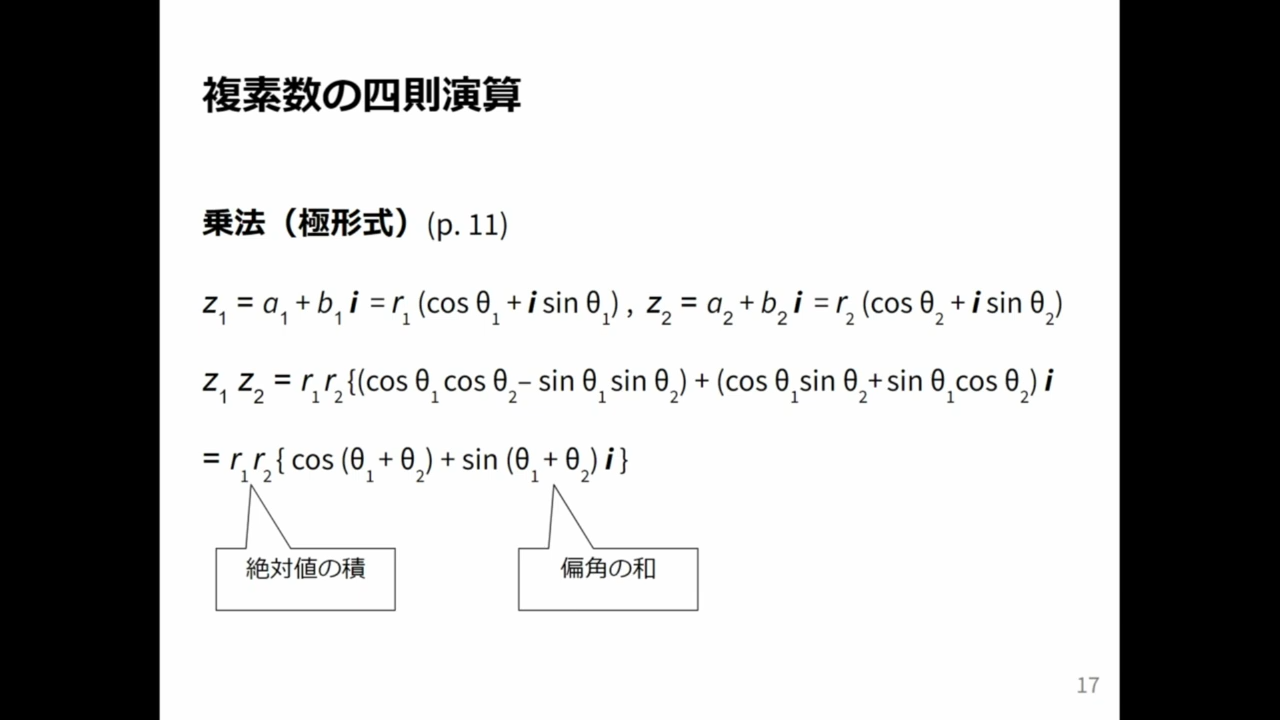 複素数の四則演算
乗法（極形式）(p. 11)
z₁ = a₁ + b₁ i = r₁ (cos θ₁ + i sin θ₁) , z₂ = a₂ + b₂ i = r₂ (cos θ₂ + i sin θ₂)
z₁ z₂ = r₁ r₂ {(cos θ₁ cos θ₂ – sin θ₁ sin θ₂) + (cos θ₁ sin θ₂ + sin θ₁ cos θ₂) i
= r₁ r₂ { cos (θ₁ + θ₂) + sin (θ₁ + θ₂) i }
絶対値の積
偏角の和
17